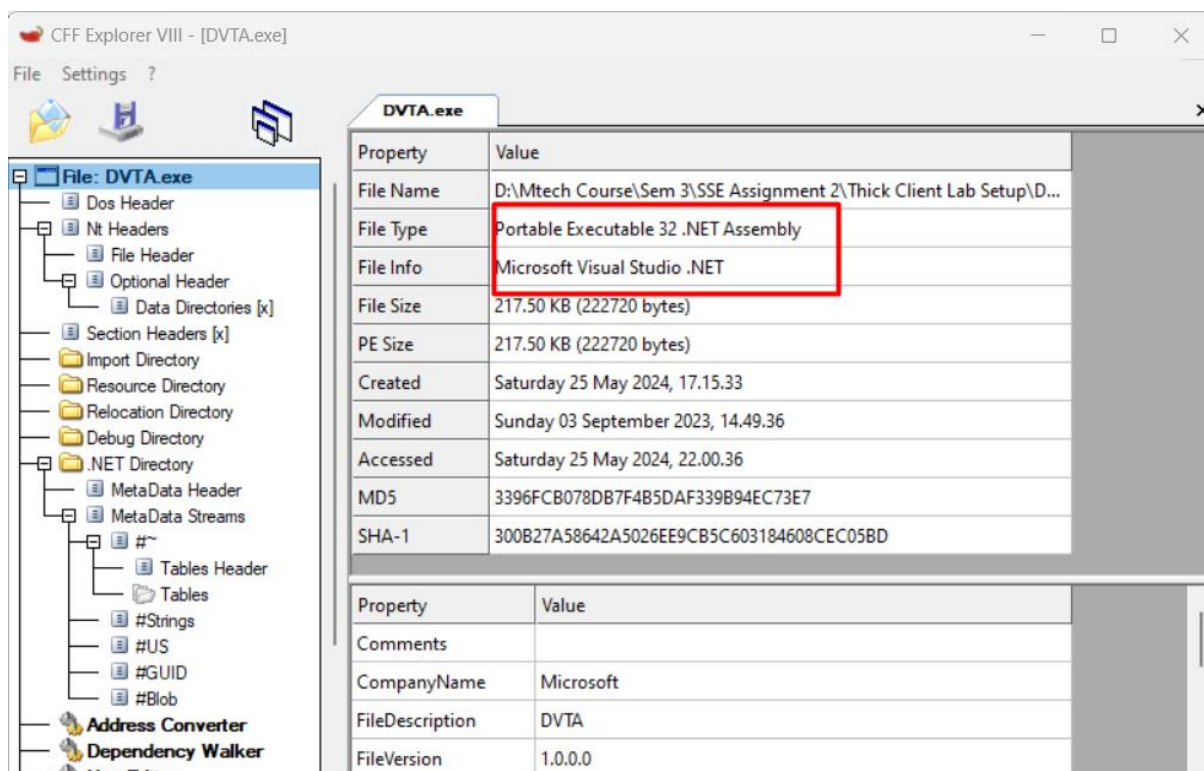 CFF Explorer VIII - [DVTA.exe]
File Settings ?
File: DVTA.exe
Dos Header
Nt Headers
File Header
Optional Header
Data Directories [x]
Section Headers [x]
Import Directory
Resource Directory
Relocation Directory
Debug Directory
.NET Directory
MetaData Header
MetaData Streams
#~
Tables Header
Tables
#Strings
#US
#GUID
#Blob
Address Converter
Dependency Walker
DVTA.exe
Property Value
File Name D:\Mtech Course\Sem 3\SSE Assignment 2\Thick Client Lab Setup\D...
File Type Portable Executable 32 .NET Assembly
File Info Microsoft Visual Studio .NET
File Size 217.50 KB (222720 bytes)
PE Size 217.50 KB (222720 bytes)
Created Saturday 25 May 2024, 17.15.33
Modified Sunday 03 September 2023, 14.49.36
Accessed Saturday 25 May 2024, 22.00.36
MD5 3396FCB078DB7F4B5DAF339B94EC73E7
SHA-1 300B27A58642A5026EE9CB5C603184608CEC05BD
Property Value
Comments
CompanyName Microsoft
FileDescription DVTA
FileVersion 1.0.0.0